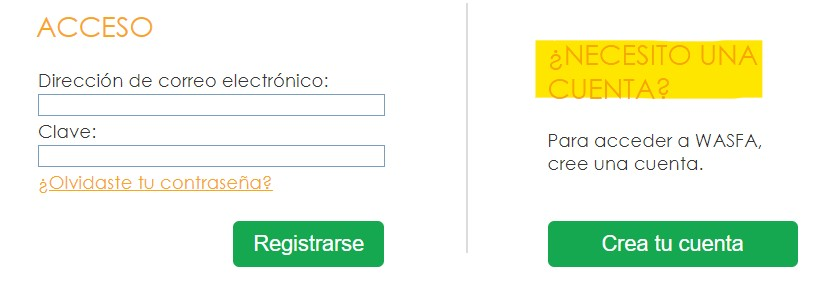 ACCESO
Dirección de correo electrónico:
Clave:
¿Olvidaste tu contraseña?
Registrarse
¿NECESITO UNA
CUENTA?
Para acceder a WASFA,
cree una cuenta.
Crea tu cuenta